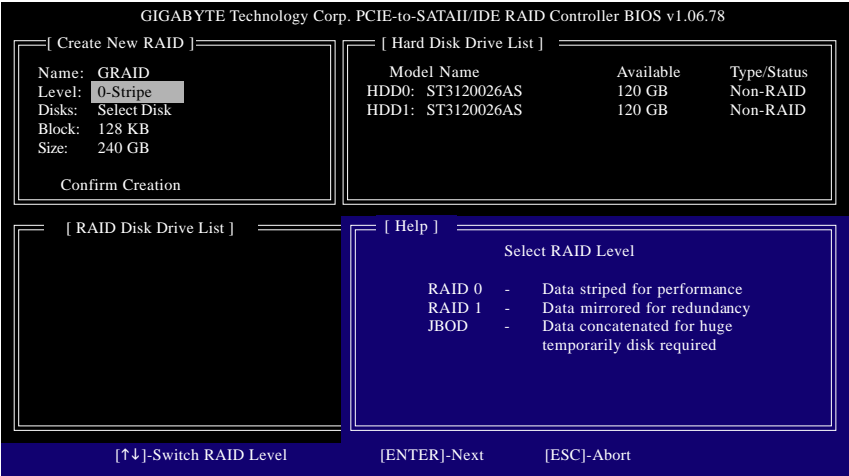 GIGABYTE Technology Corp. PCIE-to-SATAII/IDE RAID Controller BIOS v1.06.78
[ Create New RAID ]
Name: GRAID
Level: 0-Stripe
Disks: Select Disk
Block: 128 KB
Size: 240 GB
Confirm Creation
[ Hard Disk Drive List ]
Model Name Available Type/Status
HDD0: ST3120026AS 120 GB Non-RAID
HDD1: ST3120026AS 120 GB Non-RAID
[ RAID Disk Drive List ]
[ Help ]
Select RAID Level
RAID 0 - Data striped for performance
RAID 1 - Data mirrored for redundancy
JBOD - Data concatenated for huge
temporarily disk required
[↑↓]-Switch RAID Level [ENTER]-Next [ESC]-Abort